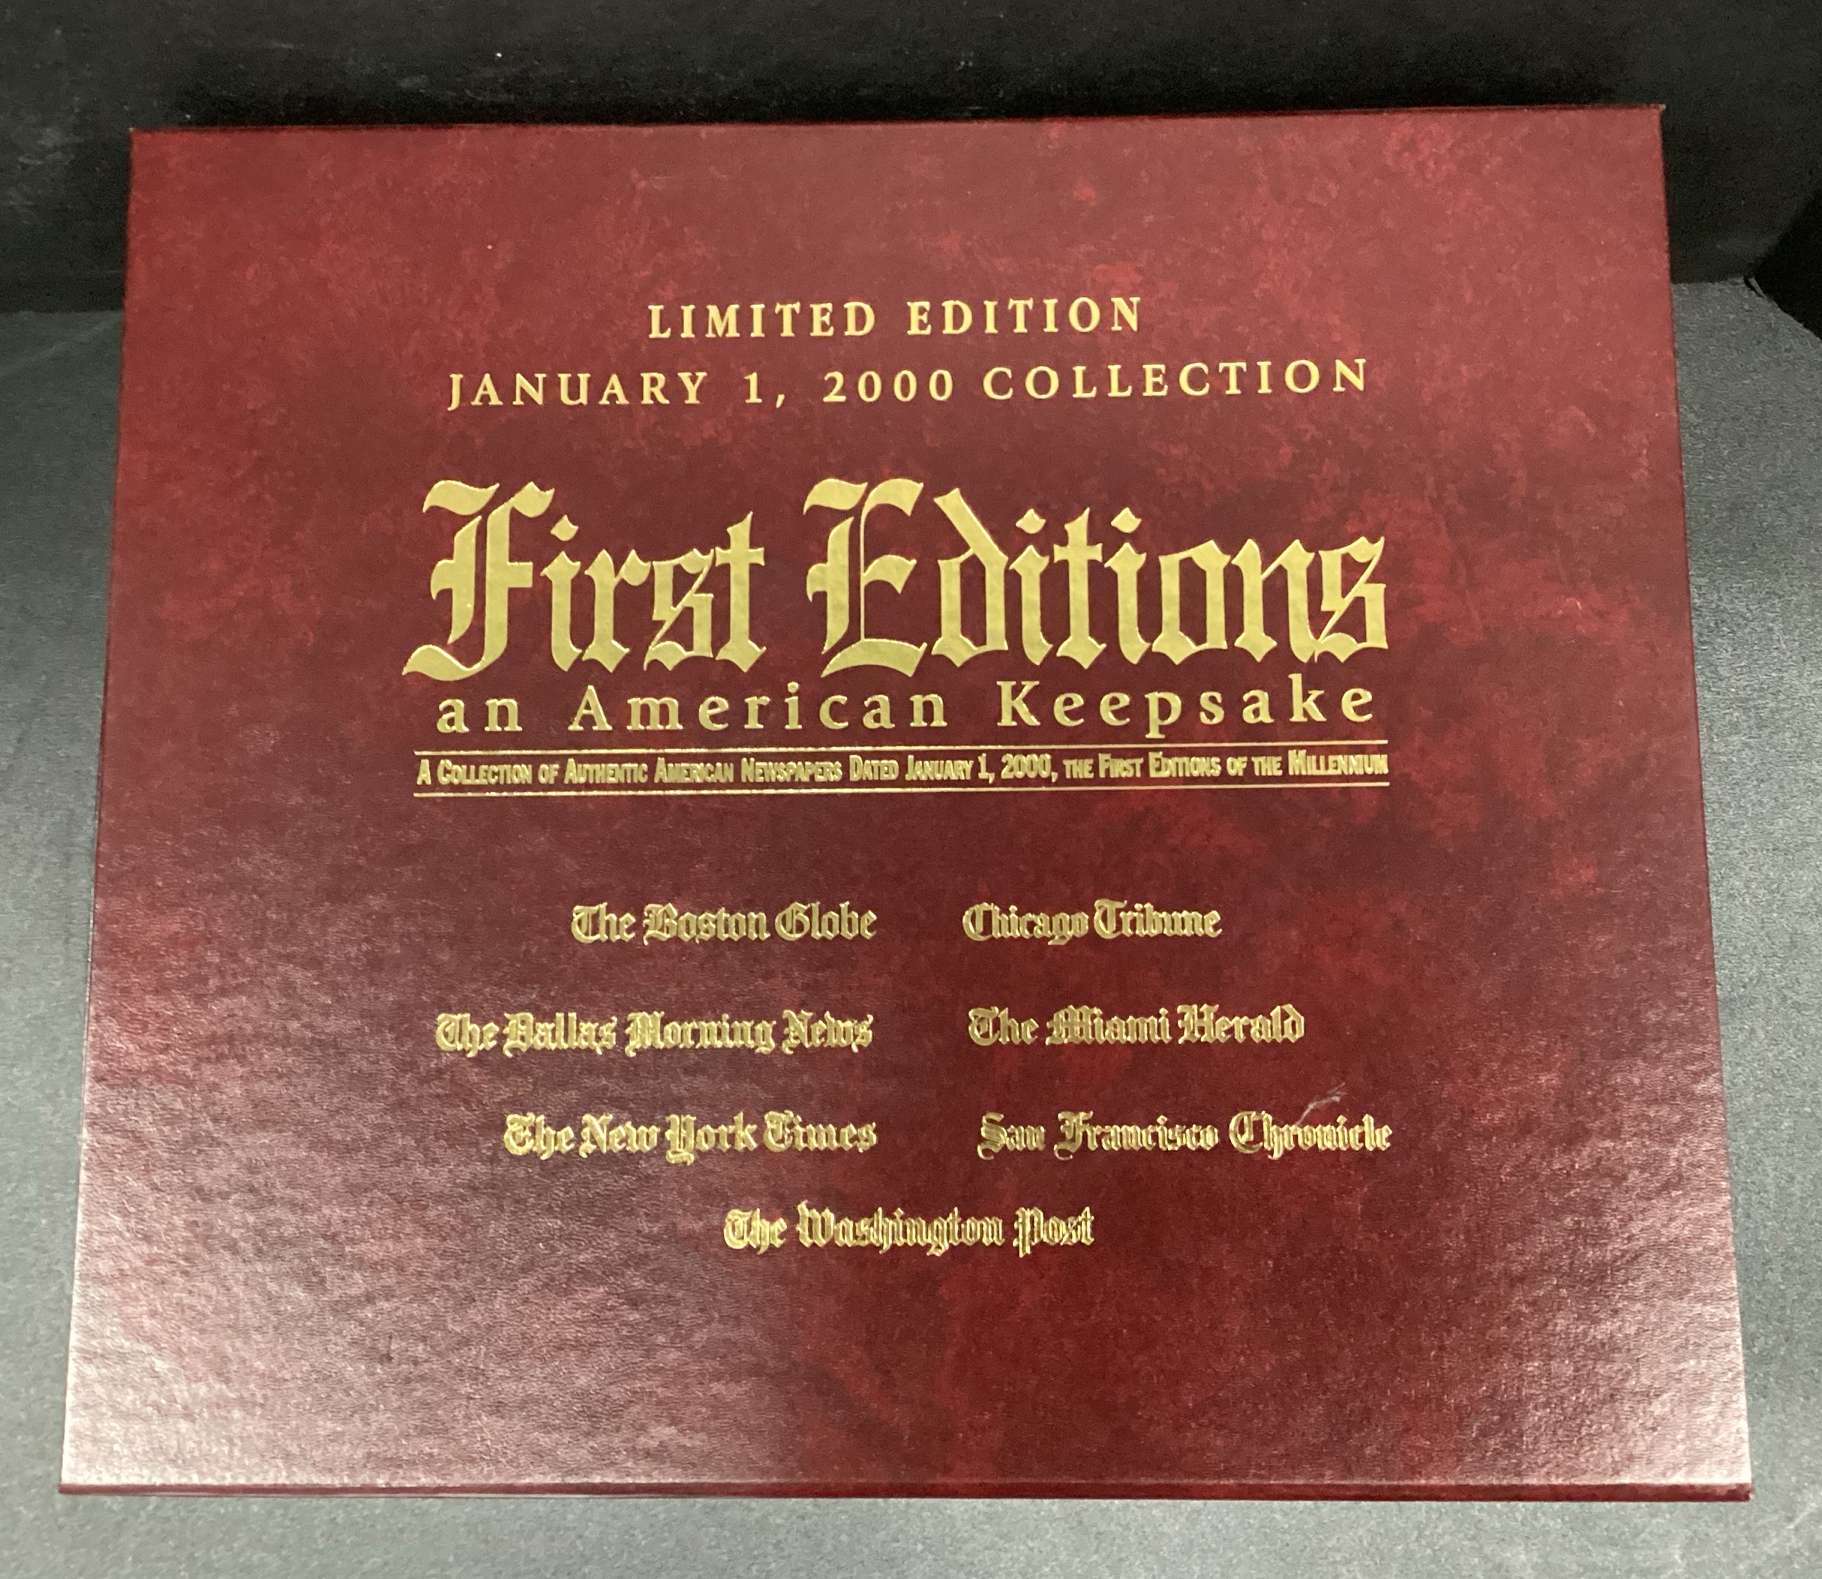 LIMITED EDITION
JANUARY 1, 2000 COLLECTION
First Editions
an American Keepsake
A COLLECTION OF AUTHENTIC AMERICAN NEWSPAPERS DATED JANUARY 1, 2000, THE FIRST EDITIONS OF THE MILLENNIUM
The Boston Globe Chicago Tribune
The Dallas Morning News The Miami Herald
The New York Times San Francisco Chronicle
The Washington Post